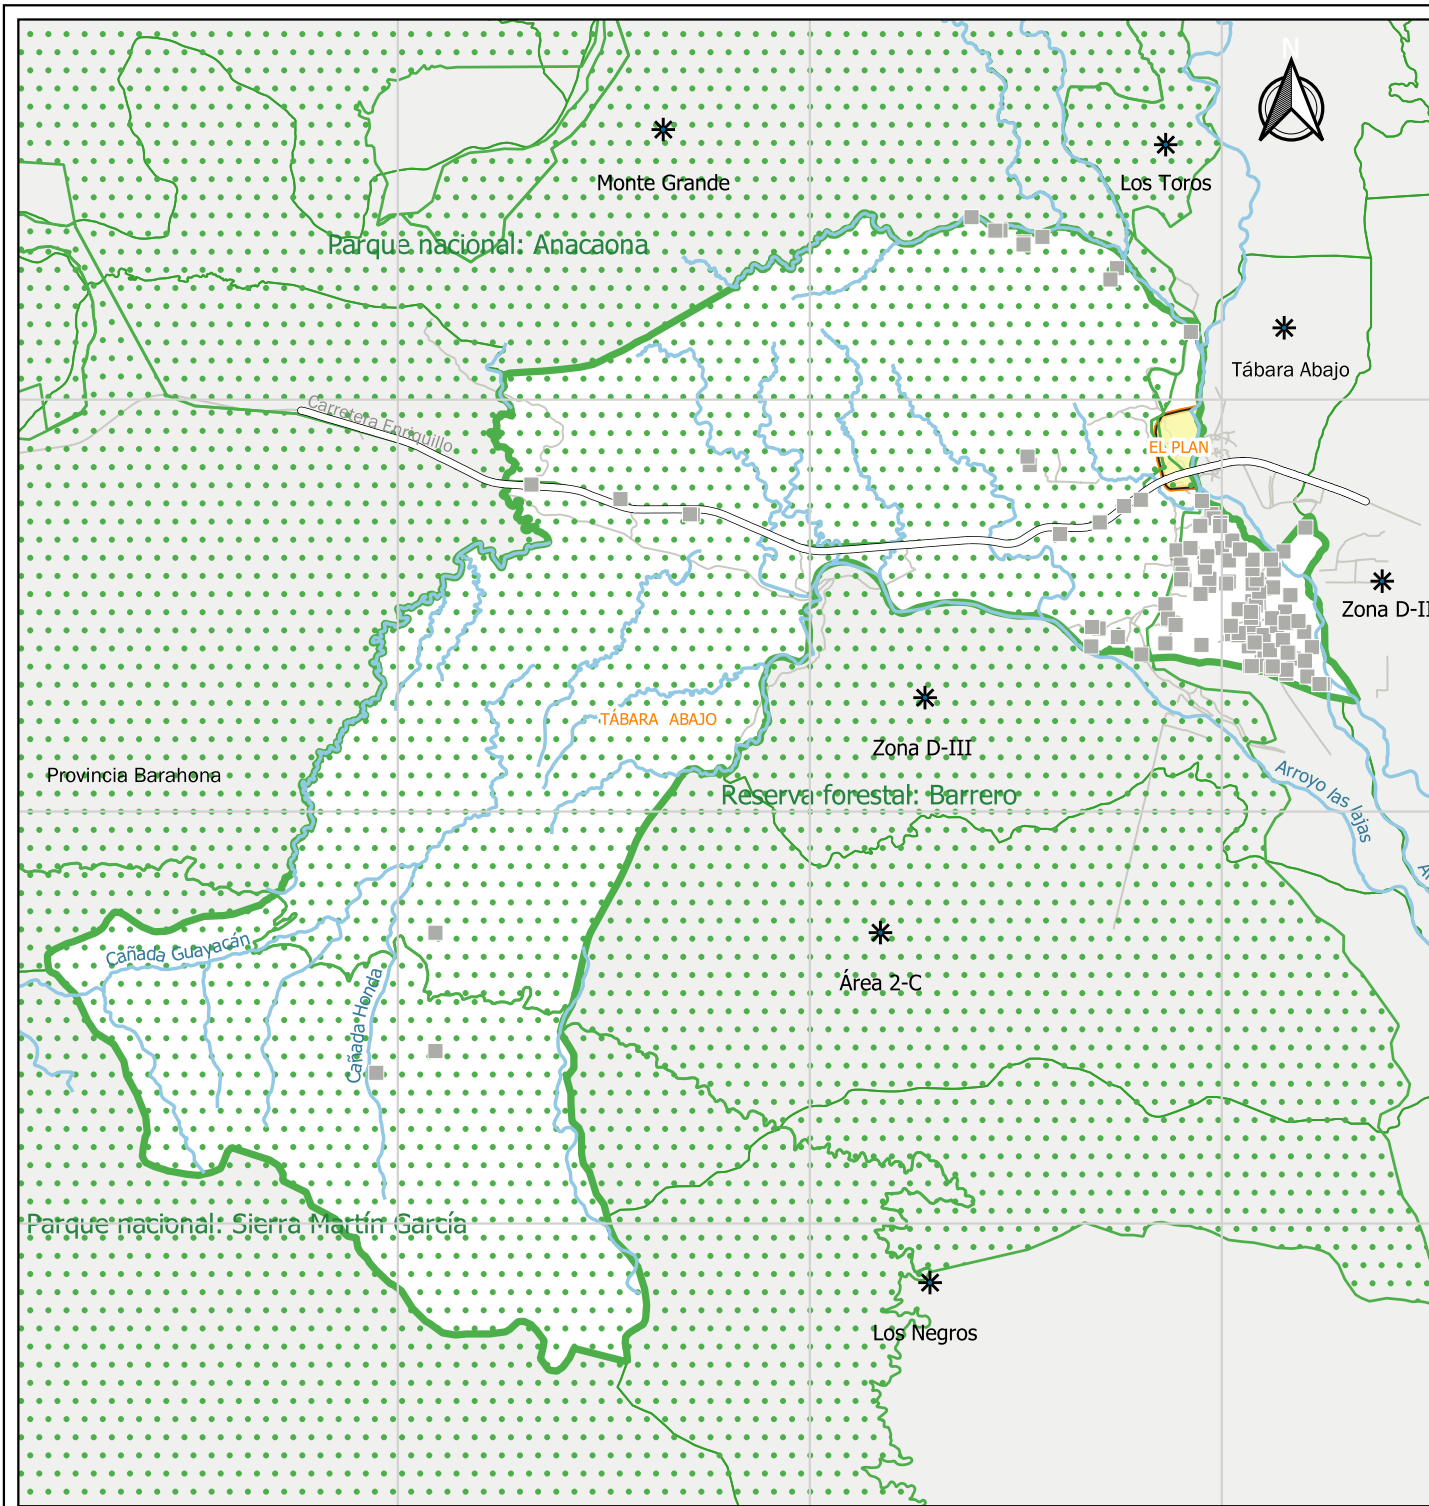 N
Monte Grande
Los Toros
Parque nacional: Anacaona
Tábara Abajo
Carretera Enriquillo
EL PLAN
Zona D-II
TÁBARA ABAJO
Zona D-III
Provincia Barahona
Reserva forestal: Barrero
Arroyo las lajas
Cañada Guayacán
Área 2-C
Cañada Honda
Parque nacional: Sierra Martín García
Los Negros